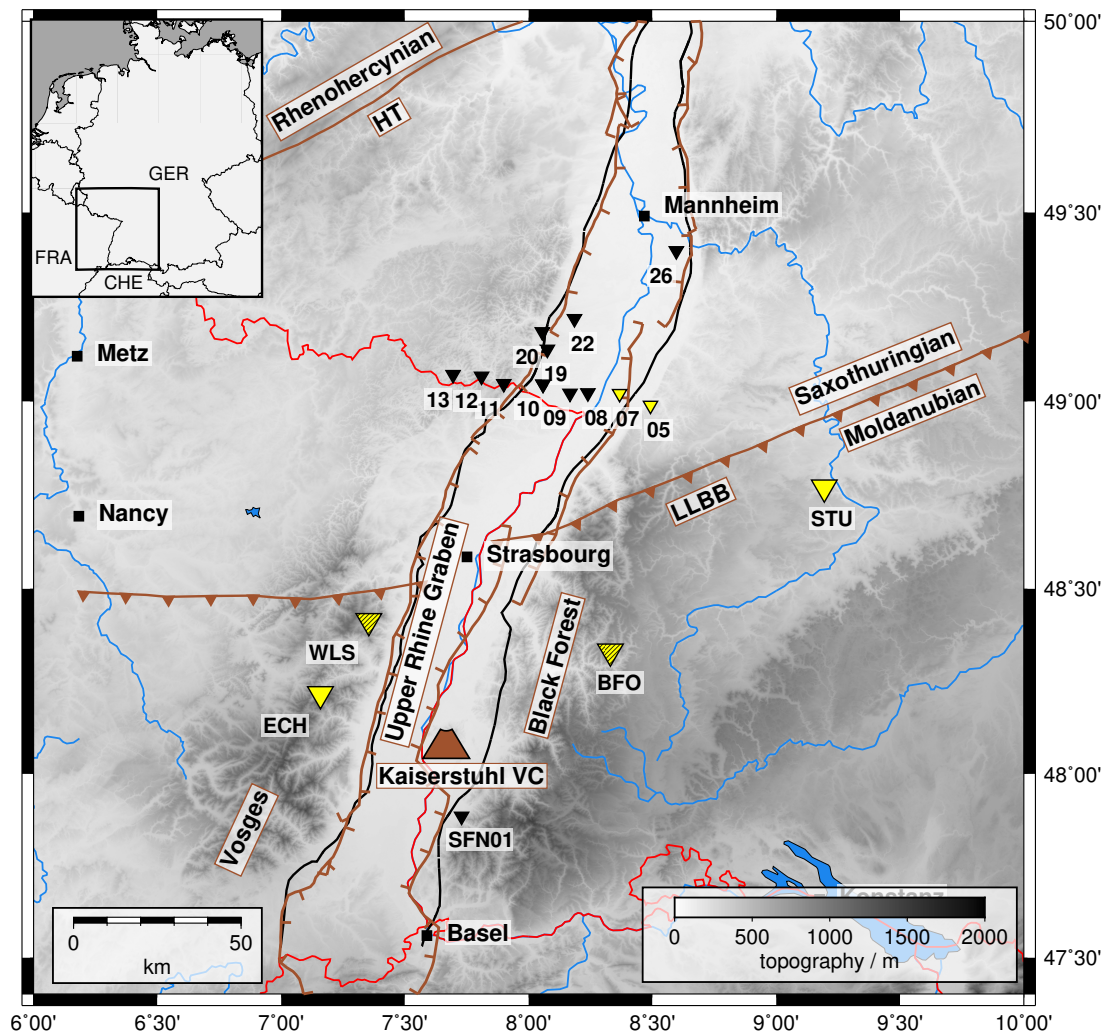 50°00'
Rhenohercynian
HT
GER
FRA
CHE
49°30'
Mannheim
26
22
20
19
Metz
13
12
11
10
09
08
07
05
49°00'
Saxothuringian
Moldanubian
LLBB
STU
Nancy
Strasbourg
48°30'
Upper Rhine Graben
Black Forest
WLS
BFO
ECH
48°00'
Kaiserstuhl VC
Vosges
SFN01
Konstanz
Basel
0 50
km
0 500 1000 1500 2000
topography / m
47°30'
6°00' 6°30' 7°00' 7°30' 8°00' 8°30' 9°00' 9°30' 10°00'